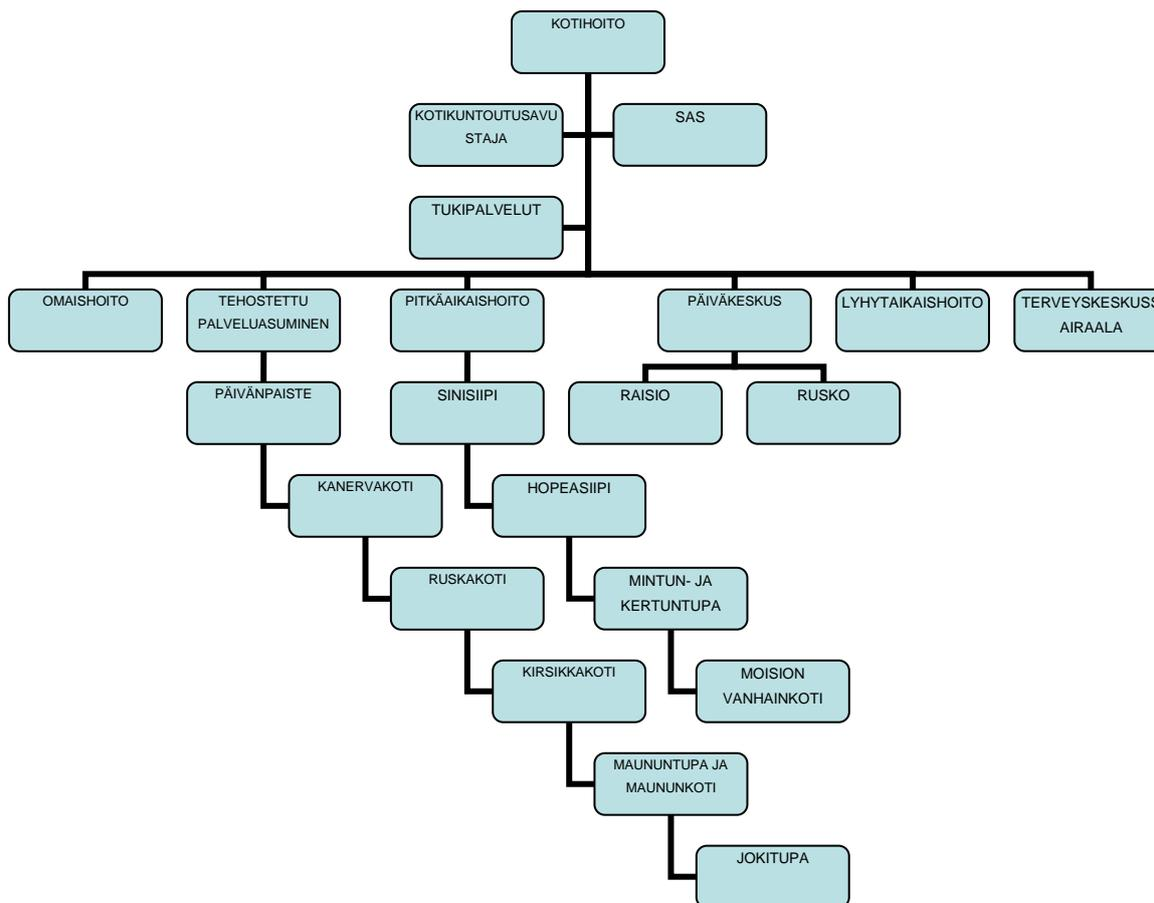 KOTIHOITO
KOTIKUNTOUTUSAVU
STAJA
SAS
TUKIPALVELUT
OMAISHOITO
TEHOSTETTU
PALVELUASUMINEN
PITKÄAIKAISHOITO
PÄIVÄKESKUS
LYHYTAIKAISHOITO
TERVEYSKESKUSS
AIRAALA
PÄIVÄNPAISTE
SINISIIPI
RAISIO
RUSKO
KANERVAKOTI
HOPEASIIPI
RUSKAKOTI
MINTUN- JA
KERTUNTUPA
KIRSIKKAKOTI
MOISION
VANHAINKOTI
MAUNUNTUPA JA
MAUNUNKOTI
JOKITUPA